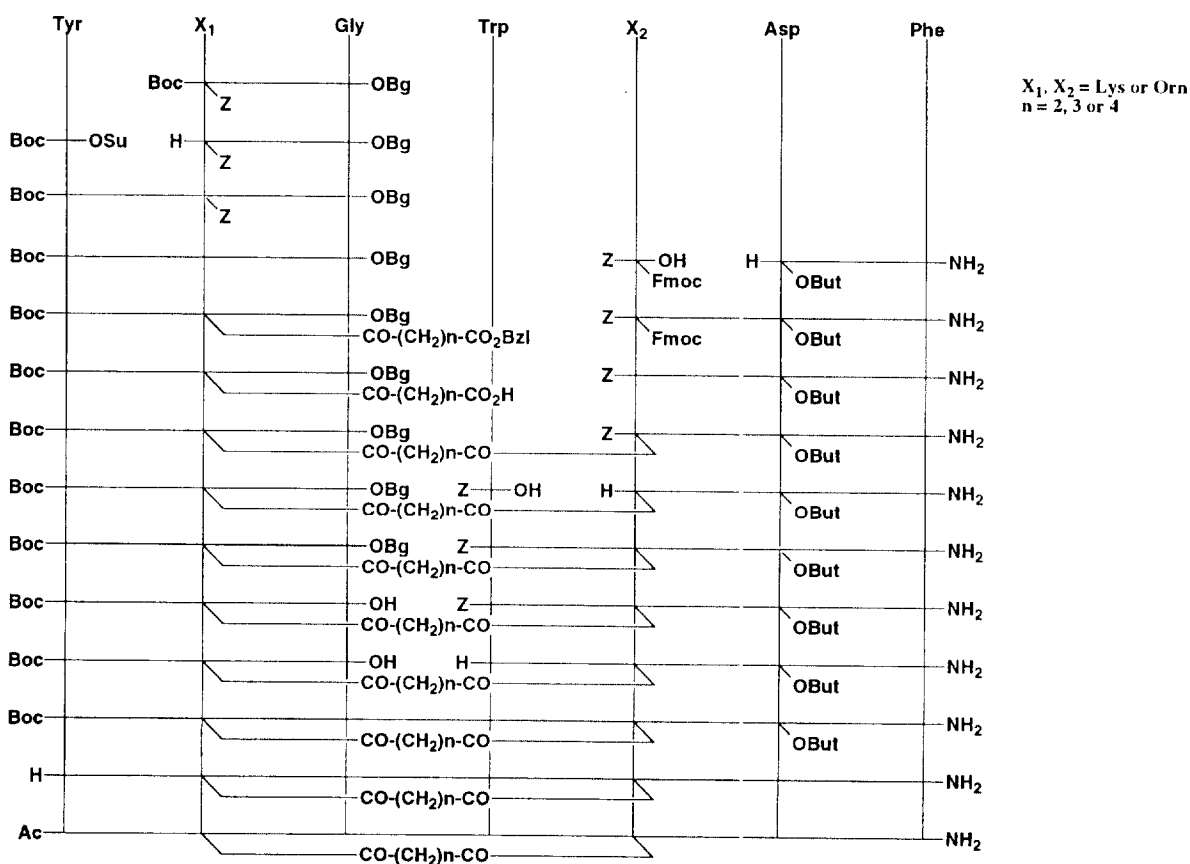 Tyr X₁ Gly Trp X₂ Asp Phe
X₁, X₂ = Lys or Orn
n = 2, 3 or 4
Boc OBg
Z
Boc OSu H OBg
Z
Boc OBg
Z
Boc OBg Z OH H NH₂
Fmoc OBut
Boc OBg Z NH₂
CO-(CH₂)n-CO₂Bzl Fmoc OBut
Boc OBg Z NH₂
CO-(CH₂)n-CO₂H OBut
Boc OBg Z NH₂
CO-(CH₂)n-CO OBut
Boc OBg Z OH H NH₂
CO-(CH₂)n-CO OBut
Boc OBg Z NH₂
CO-(CH₂)n-CO OBut
Boc OH Z NH₂
CO-(CH₂)n-CO OBut
Boc OH H NH₂
CO-(CH₂)n-CO OBut
Boc NH₂
CO-(CH₂)n-CO OBut
H NH₂
CO-(CH₂)n-CO
Ac NH₂
CO-(CH₂)n-CO